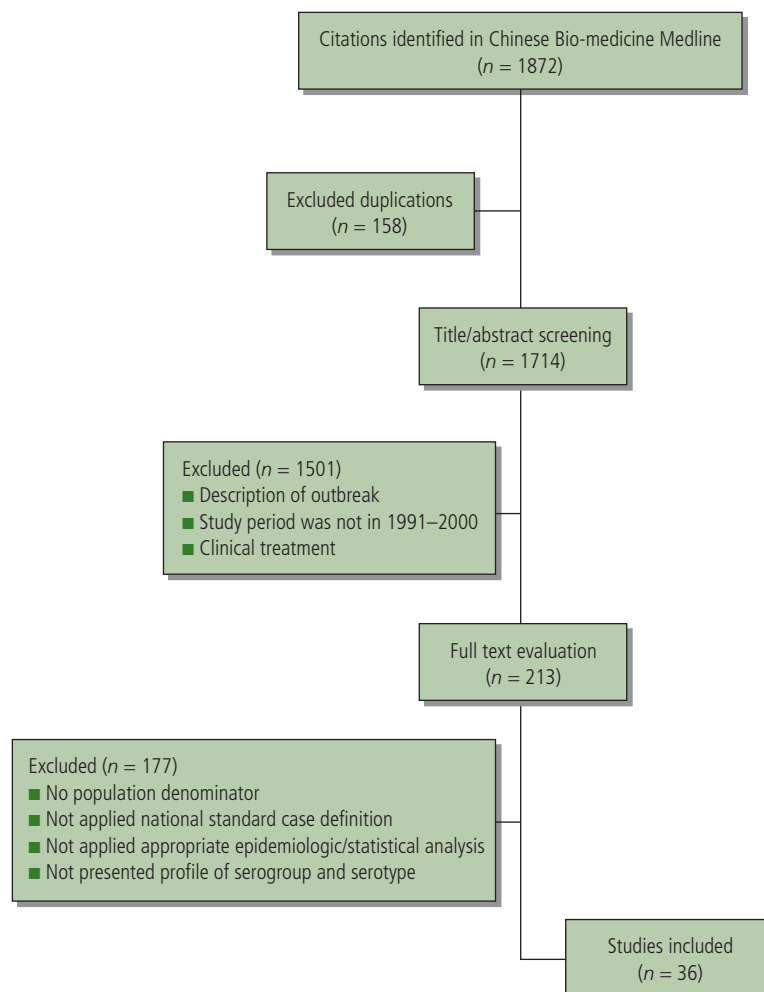 Citations identified in Chinese Bio-medicine Medline
(n = 1872)
Excluded duplications
(n = 158)
Title/abstract screening
(n = 1714)
Excluded (n = 1501)
■ Description of outbreak
■ Study period was not in 1991–2000
■ Clinical treatment
Full text evaluation
(n = 213)
Excluded (n = 177)
■ No population denominator
■ Not applied national standard case definition
■ Not applied appropriate epidemiologic/statistical analysis
■ Not presented profile of serogroup and serotype
Studies included
(n = 36)